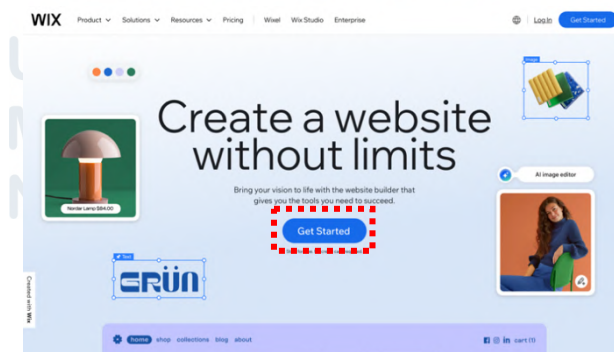 WIX Product Solutions Resources Pricing Wixel Wix Studio Enterprise Log In Get Started
Image
Create a website
without limits
AI image editor
Bring your vision to life with the website builder that
gives you the tools you need to succeed.
Nordar Lamp $84.00
Get Started
Text
GRÜN
Created with Wix
home shop collections blog about in cart (1)